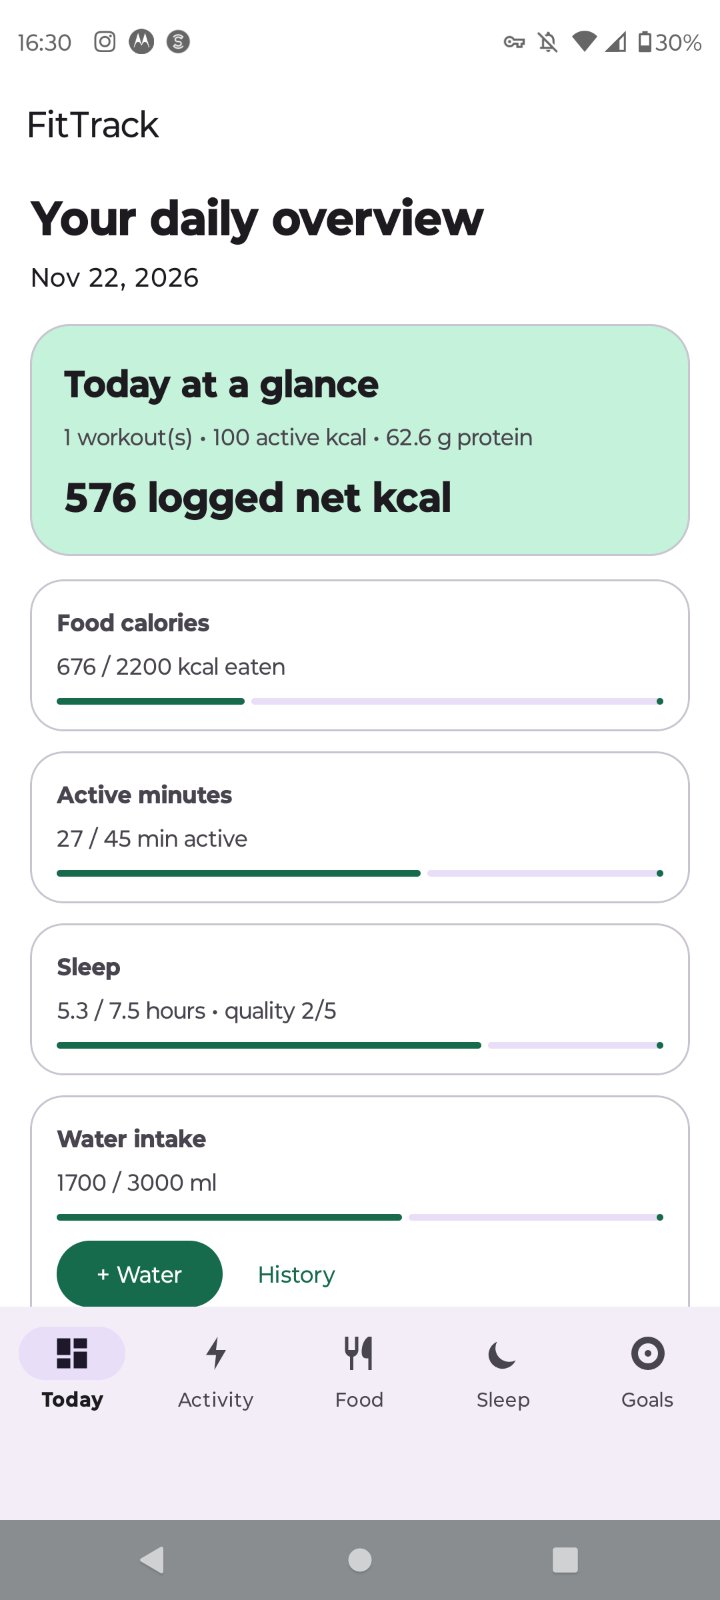 16:30
30%
FitTrack
Your daily overview
Nov 22, 2026
Today at a glance
1 workout(s) • 100 active kcal • 62.6 g protein
576 logged net kcal
Food calories
676 / 2200 kcal eaten
Active minutes
27 / 45 min active
Sleep
5.3 / 7.5 hours • quality 2/5
Water intake
1700 / 3000 ml
+ Water
History
Today
Activity
Food
Sleep
Goals